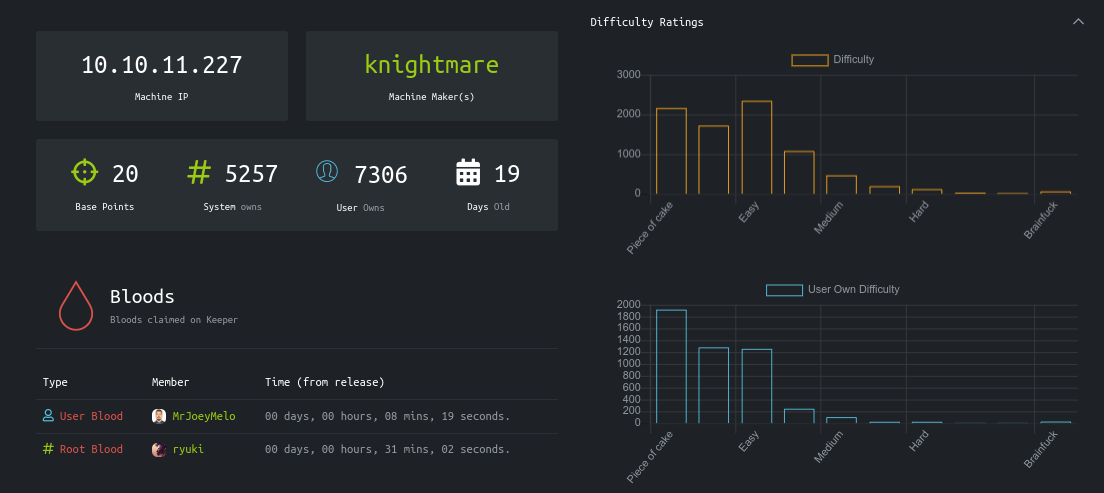 10.10.11.227
Machine IP
knightmare
Machine Maker(s)
20
Base Points
5257
System owns
7306
User Owns
19
Days Old
Bloods
Bloods claimed on Keeper
Type Member Time (from release)
User Blood MrJoeyMelo 00 days, 00 hours, 08 mins, 19 seconds.
Root Blood ryuki 00 days, 00 hours, 31 mins, 02 seconds.
Difficulty Ratings
Difficulty
3000
2000
1000
0
Piece of cake
Easy
Medium
Hard
Brainfuck
User Own Difficulty
2000
1800
1600
1400
1200
1000
800
600
400
200
0
Piece of cake
Easy
Medium
Hard
Brainfuck